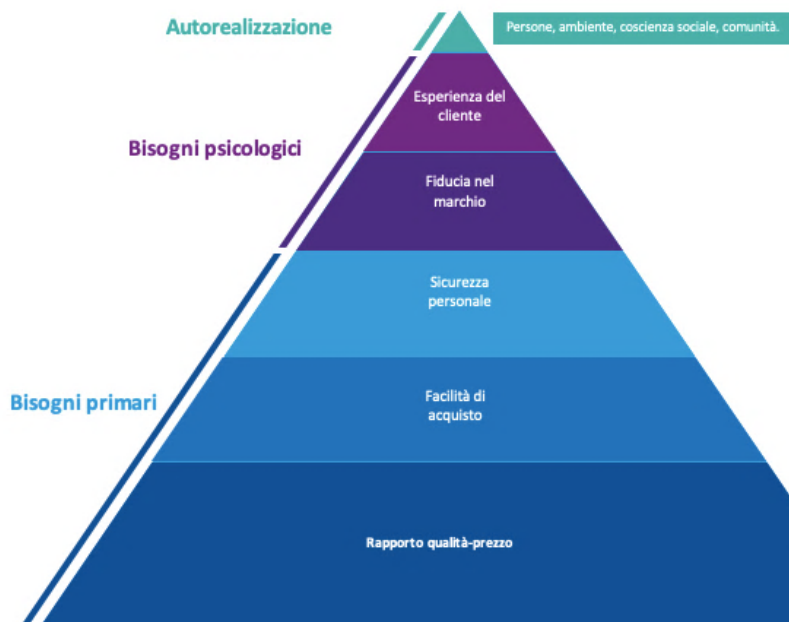 Autorealizzazione
Persone, ambiente, coscienza sociale, comunità.
Esperienza del
cliente
Bisogni psicologici
Fiducia nel
marchio
Sicurezza
personale
Bisogni primari
Facilità di
acquisto
Rapporto qualità-prezzo